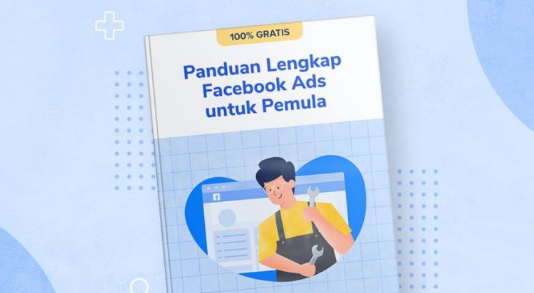 100% GRATIS
Panduan Lengkap
Facebook Ads
untuk Pemula
f